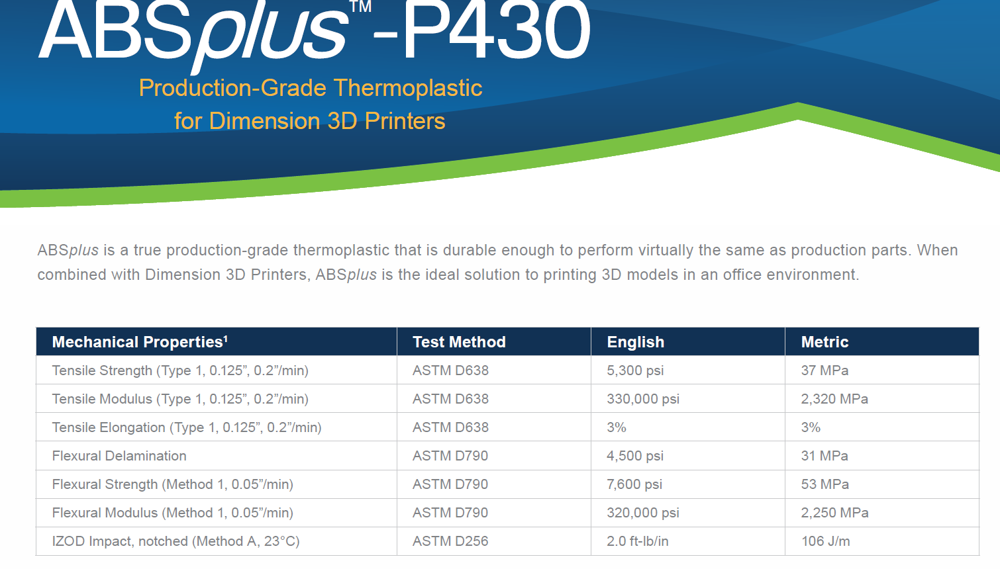 ABSplus™-P430
Production-Grade Thermoplastic
for Dimension 3D Printers
ABSplus is a true production-grade thermoplastic that is durable enough to perform virtually the same as production parts. When
combined with Dimension 3D Printers, ABSplus is the ideal solution to printing 3D models in an office environment.
Mechanical Properties¹ Test Method English Metric
Tensile Strength (Type 1, 0.125”, 0.2”/min) ASTM D638 5,300 psi 37 MPa
Tensile Modulus (Type 1, 0.125”, 0.2”/min) ASTM D638 330,000 psi 2,320 MPa
Tensile Elongation (Type 1, 0.125”, 0.2”/min) ASTM D638 3% 3%
Flexural Delamination ASTM D790 4,500 psi 31 MPa
Flexural Strength (Method 1, 0.05”/min) ASTM D790 7,600 psi 53 MPa
Flexural Modulus (Method 1, 0.05”/min) ASTM D790 320,000 psi 2,250 MPa
IZOD Impact, notched (Method A, 23°C) ASTM D256 2.0 ft-lb/in 106 J/m